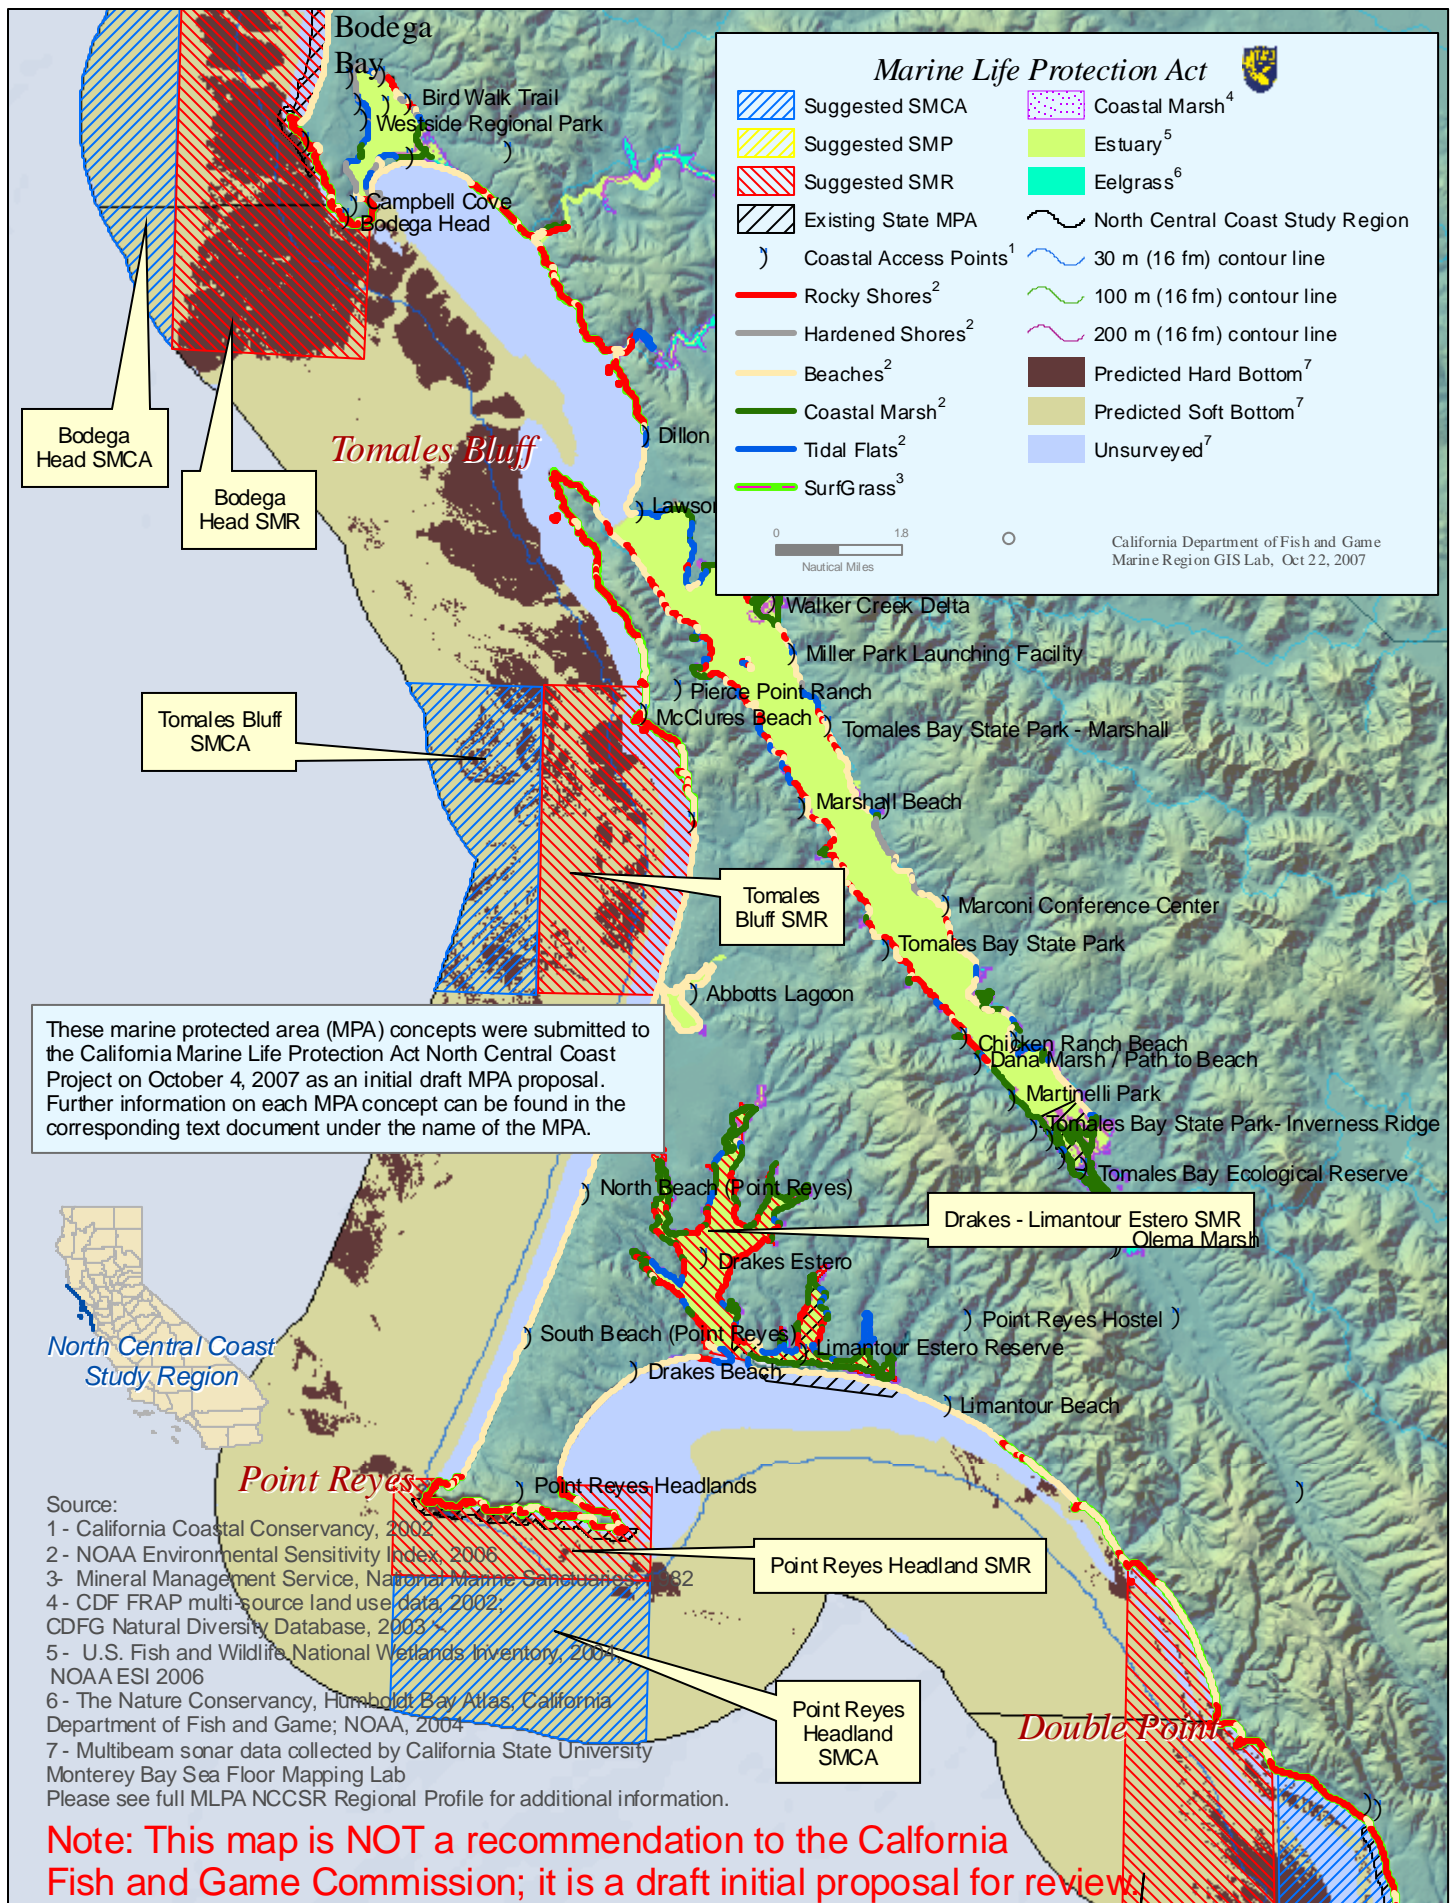 Bodega
Bay
Bird Walk Trail
Westside Regional Park
Campbell Cove
Bodega Head
Marine Life Protection Act
Suggested SMCA
Suggested SMP
Suggested SMR
Existing State MPA
Coastal Access Points1
Rocky Shores2
Hardened Shores2
Beaches2
Coastal Marsh2
Tidal Flats2
SurfGrass3
Coastal Marsh4
Estuary5
Eelgrass6
North Central Coast Study Region
30 m (16 fm) contour line
100 m (16 fm) contour line
200 m (16 fm) contour line
Predicted Hard Bottom7
Predicted Soft Bottom7
Unsurveyed7
0 1.8
Nautical Miles
California Department of Fish and Game
Marine Region GIS Lab, Oct 22, 2007
Bodega
Head SMCA
Bodega
Head SMR
Tomales Bluff
Dillon
Lawson
Walker Creek Delta
Miller Park Launching Facility
Pierce Point Ranch
McClures Beach
Tomales Bay State Park - Marshall
Tomales Bluff
SMCA
Marshall Beach
Tomales
Bluff SMR
Marconi Conference Center
Tomales Bay State Park
Abbotts Lagoon
These marine protected area (MPA) concepts were submitted to
the California Marine Life Protection Act North Central Coast
Project on October 4, 2007 as an initial draft MPA proposal.
Further information on each MPA concept can be found in the
corresponding text document under the name of the MPA.
Chicken Ranch Beach
Dana Marsh / Path to Beach
Martinelli Park
Tomales Bay State Park- Inverness Ridge
Tomales Bay Ecological Reserve
North Beach (Point Reyes)
Drakes - Limantour Estero SMR
Olema Marsh
Drakes Estero
Point Reyes Hostel
South Beach (Point Reyes)
Limantour Estero Reserve
Drakes Beach
Limantour Beach
North Central Coast
Study Region
Point Reyes
Point Reyes Headlands
Point Reyes Headland SMR
Point Reyes
Headland
SMCA
Double Point
Source:
1 - California Coastal Conservancy, 2002
2 - NOAA Environmental Sensitivity Index, 2006
3- Mineral Management Service, National Marine Sanctuaries, 1982
4 - CDF FRAP multi-source land use data, 2002;
CDFG Natural Diversity Database, 2003
5 - U.S. Fish and Wildlife National Wetlands Inventory, 2004;
NOAA ESI 2006
6 - The Nature Conservancy, Humboldt Bay Atlas, California
Department of Fish and Game; NOAA, 2004
7 - Multibeam sonar data collected by California State University
Monterey Bay Sea Floor Mapping Lab
Please see full MLPA NCCSR Regional Profile for additional information.
Note: This map is NOT a recommendation to the Calfornia
Fish and Game Commission; it is a draft initial proposal for review.